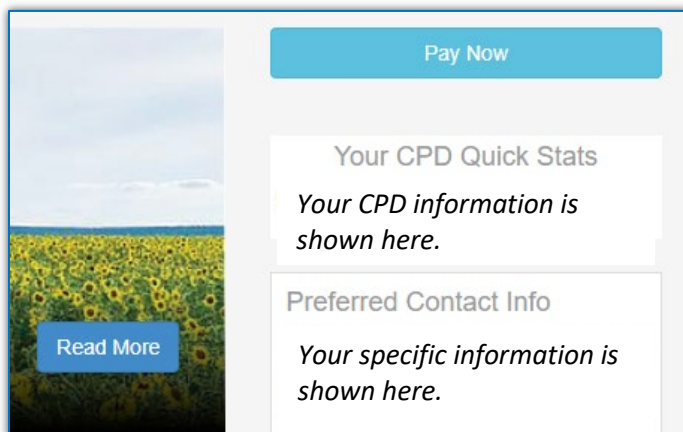 Pay Now
Your CPD Quick Stats
Your CPD information is
shown here.
Preferred Contact Info
Read More
Your specific information is
shown here.